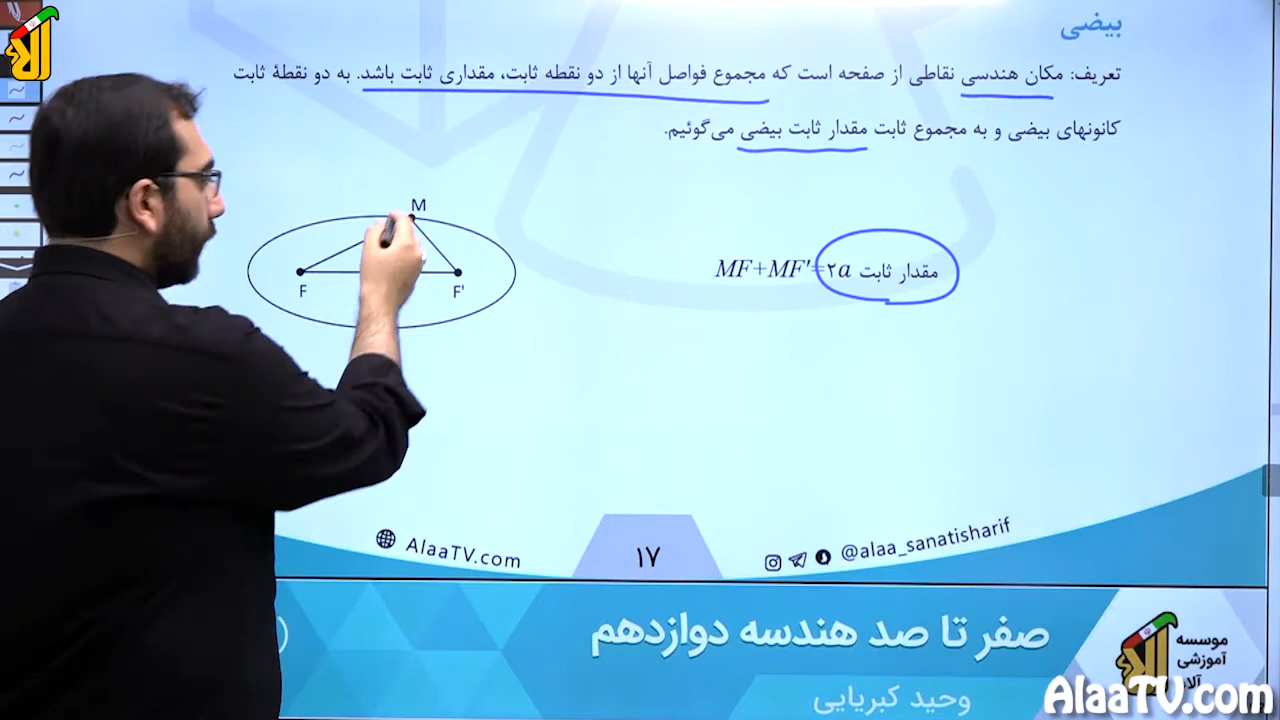 بیضی
تعریف: مکان هندسی نقاطی از صفحه است که مجموع فواصل آنها از دو نقطه ثابت، مقداری ثابت باشد. به دو نقطهٔ ثابت
کانونهای بیضی و به مجموع ثابت مقدار ثابت بیضی می‌گوئیم.
M
F
F'
MF+MF'=۲a مقدار ثابت
AlaaTV.com
۱۷
@alaa_sanatisharif
صفر تا صد هندسه دوازدهم
وحید کبریایی
موسسه
آموزشی
آلاء
AlaaTV.com